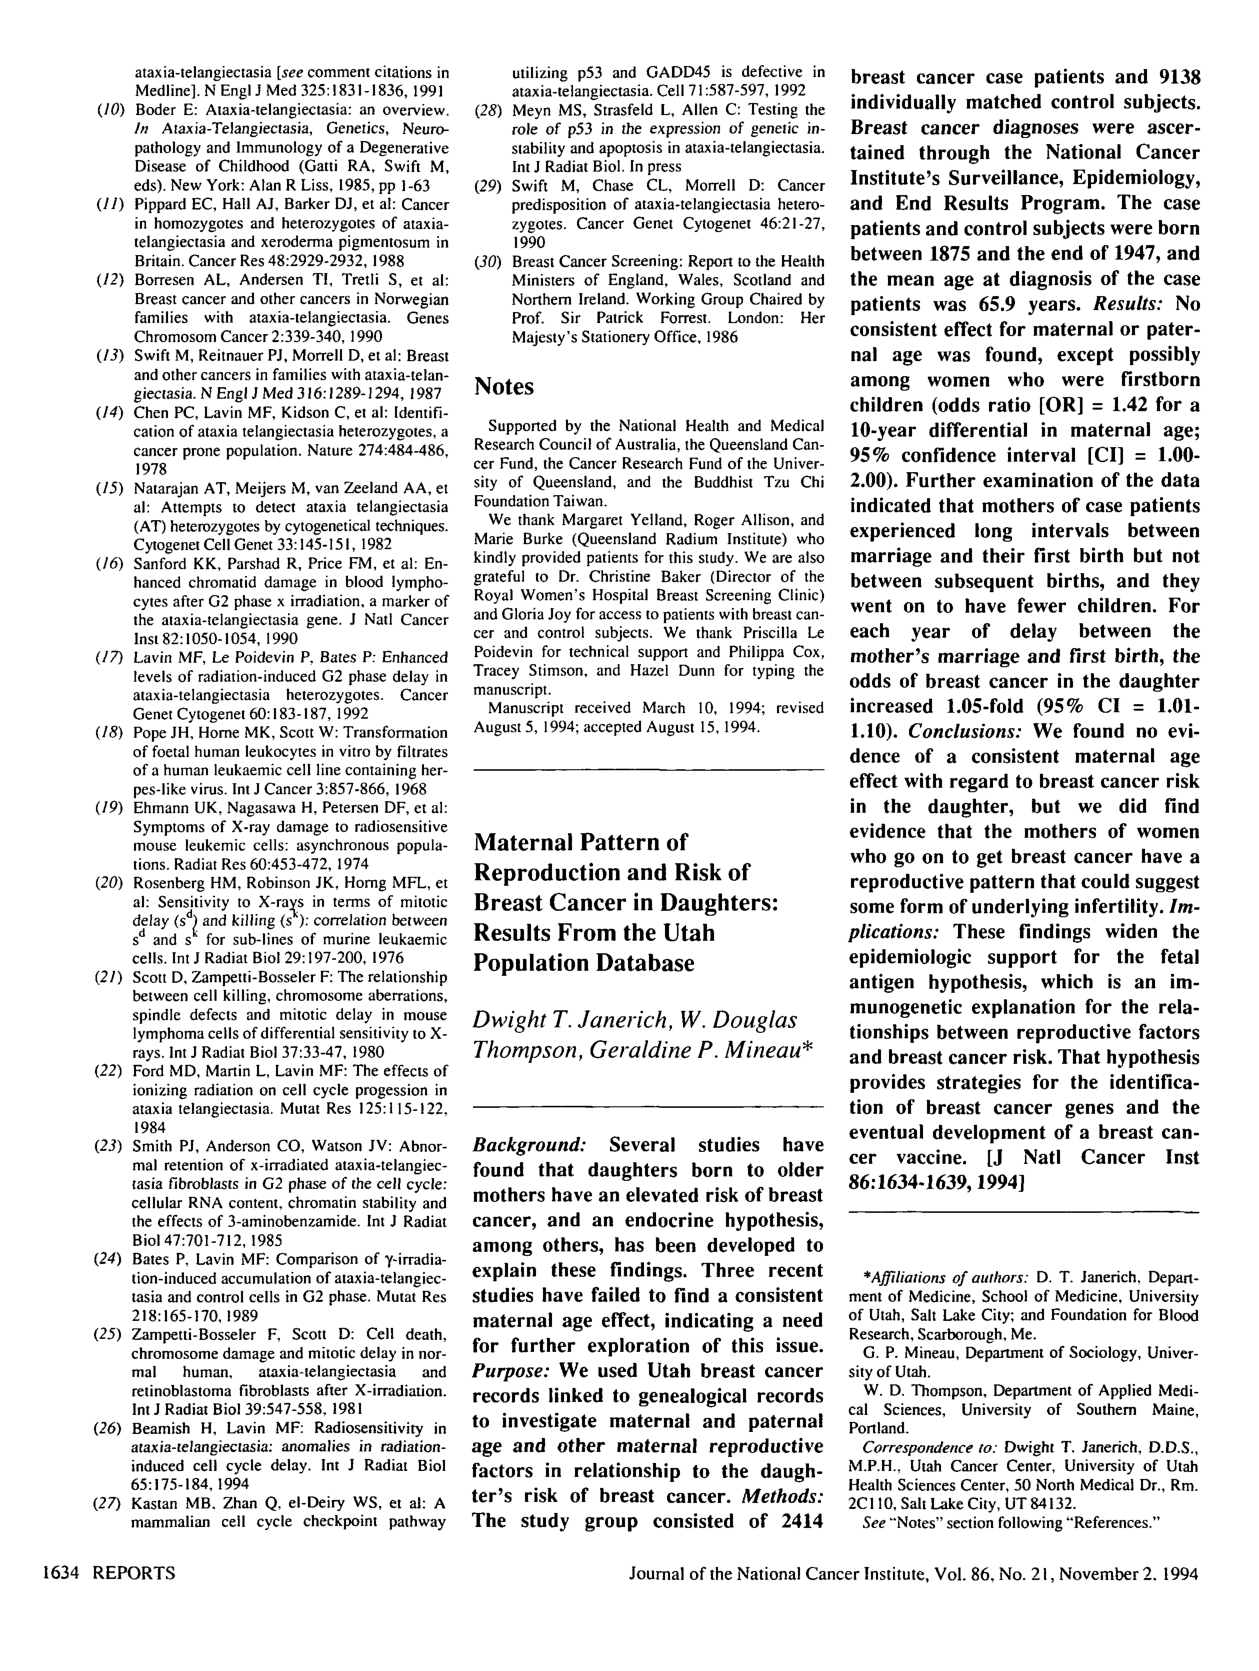 ataxia-telangiectasia [see comment citations in
Medline]. N Engl J Med 325:1831-1836, 1991
(10) Boder E: Ataxia-telangiectasia: an overview.
In Ataxia-Telangiectasia, Genetics, Neuro-
pathology and Immunology of a Degenerative
Disease of Childhood (Gatti RA, Swift M,
eds). New York: Alan R Liss, 1985, pp 1-63
(11) Pippard EC, Hall AJ, Barker DJ, et al: Cancer
in homozygotes and heterozygotes of ataxia-
telangiectasia and xeroderma pigmentosum in
Britain. Cancer Res 48:2929-2932, 1988
(12) Borresen AL, Andersen TI, Tretli S, et al:
Breast cancer and other cancers in Norwegian
families with ataxia-telangiectasia. Genes
Chromosom Cancer 2:339-340, 1990
(13) Swift M, Reitnauer PJ, Morrell D, et al: Breast
and other cancers in families with ataxia-telan-
giectasia. N Engl J Med 316:1289-1294, 1987
(14) Chen PC, Lavin MF, Kidson C, et al: Identifi-
cation of ataxia telangiectasia heterozygotes, a
cancer prone population. Nature 274:484-486,
1978
(15) Natarajan AT, Meijers M, van Zeeland AA, et
al: Attempts to detect ataxia telangiectasia
(AT) heterozygotes by cytogenetical techniques.
Cytogenet Cell Genet 33:145-151, 1982
(16) Sanford KK, Parshad R, Price FM, et al: En-
hanced chromatid damage in blood lympho-
cytes after G2 phase x irradiation, a marker of
the ataxia-telangiectasia gene. J Natl Cancer
Inst 82:1050-1054, 1990
(17) Lavin MF, Le Poidevin P, Bates P: Enhanced
levels of radiation-induced G2 phase delay in
ataxia-telangiectasia heterozygotes. Cancer
Genet Cytogenet 60:183-187, 1992
(18) Pope JH, Horne MK, Scott W: Transformation
of foetal human leukocytes in vitro by filtrates
of a human leukaemic cell line containing her-
pes-like virus. Int J Cancer 3:857-866, 1968
(19) Ehmann UK, Nagasawa H, Petersen DF, et al:
Symptoms of X-ray damage to radiosensitive
mouse leukemic cells: asynchronous popula-
tions. Radiat Res 60:453-472, 1974
(20) Rosenberg HM, Robinson JK, Horng MFL, et
al: Sensitivity to X-rays in terms of mitotic
delay (s^d) and killing (s^k): correlation between
s^d and s^k for sub-lines of murine leukaemic
cells. Int J Radiat Biol 29:197-200, 1976
(21) Scott D, Zampetti-Bosseler F: The relationship
between cell killing, chromosome aberrations,
spindle defects and mitotic delay in mouse
lymphoma cells of differential sensitivity to X-
rays. Int J Radiat Biol 37:33-47, 1980
(22) Ford MD, Martin L, Lavin MF: The effects of
ionizing radiation on cell cycle progession in
ataxia telangiectasia. Mutat Res 125:115-122,
1984
(23) Smith PJ, Anderson CO, Watson JV: Abnor-
mal retention of x-irradiated ataxia-telangiec-
tasia fibroblasts in G2 phase of the cell cycle:
cellular RNA content, chromatin stability and
the effects of 3-aminobenzamide. Int J Radiat
Biol 47:701-712, 1985
(24) Bates P, Lavin MF: Comparison of γ-irradia-
tion-induced accumulation of ataxia-telangiec-
tasia and control cells in G2 phase. Mutat Res
218:165-170, 1989
(25) Zampetti-Bosseler F, Scott D: Cell death,
chromosome damage and mitotic delay in nor-
mal human, ataxia-telangiectasia and
retinoblastoma fibroblasts after X-irradiation.
Int J Radiat Biol 39:547-558, 1981
(26) Beamish H, Lavin MF: Radiosensitivity in
ataxia-telangiectasia: anomalies in radiation-
induced cell cycle delay. Int J Radiat Biol
65:175-184, 1994
(27) Kastan MB, Zhan Q, el-Deiry WS, et al: A
mammalian cell cycle checkpoint pathway
utilizing p53 and GADD45 is defective in
ataxia-telangiectasia. Cell 71:587-597, 1992
(28) Meyn MS, Strasfeld L, Allen C: Testing the
role of p53 in the expression of genetic in-
stability and apoptosis in ataxia-telangiectasia.
Int J Radiat Biol. In press
(29) Swift M, Chase CL, Morrell D: Cancer
predisposition of ataxia-telangiectasia hetero-
zygotes. Cancer Genet Cytogenet 46:21-27,
1990
(30) Breast Cancer Screening: Report to the Health
Ministers of England, Wales, Scotland and
Northern Ireland. Working Group Chaired by
Prof. Sir Patrick Forrest. London: Her
Majesty's Stationery Office, 1986
Notes
Supported by the National Health and Medical
Research Council of Australia, the Queensland Can-
cer Fund, the Cancer Research Fund of the Univer-
sity of Queensland, and the Buddhist Tzu Chi
Foundation Taiwan.
We thank Margaret Yelland, Roger Allison, and
Marie Burke (Queensland Radium Institute) who
kindly provided patients for this study. We are also
grateful to Dr. Christine Baker (Director of the
Royal Women's Hospital Breast Screening Clinic)
and Gloria Joy for access to patients with breast can-
cer and control subjects. We thank Priscilla Le
Poidevin for technical support and Philippa Cox,
Tracey Stimson, and Hazel Dunn for typing the
manuscript.
Manuscript received March 10, 1994; revised
August 5, 1994; accepted August 15, 1994.
Maternal Pattern of
Reproduction and Risk of
Breast Cancer in Daughters:
Results From the Utah
Population Database
Dwight T. Janerich, W. Douglas
Thompson, Geraldine P. Mineau*
Background: Several studies have
found that daughters born to older
mothers have an elevated risk of breast
cancer, and an endocrine hypothesis,
among others, has been developed to
explain these findings. Three recent
studies have failed to find a consistent
maternal age effect, indicating a need
for further exploration of this issue.
Purpose: We used Utah breast cancer
records linked to genealogical records
to investigate maternal and paternal
age and other maternal reproductive
factors in relationship to the daugh-
ter's risk of breast cancer. Methods:
The study group consisted of 2414
breast cancer case patients and 9138
individually matched control subjects.
Breast cancer diagnoses were ascer-
tained through the National Cancer
Institute's Surveillance, Epidemiology,
and End Results Program. The case
patients and control subjects were born
between 1875 and the end of 1947, and
the mean age at diagnosis of the case
patients was 65.9 years. Results: No
consistent effect for maternal or pater-
nal age was found, except possibly
among women who were firstborn
children (odds ratio [OR] = 1.42 for a
10-year differential in maternal age;
95% confidence interval [CI] = 1.00-
2.00). Further examination of the data
indicated that mothers of case patients
experienced long intervals between
marriage and their first birth but not
between subsequent births, and they
went on to have fewer children. For
each year of delay between the
mother's marriage and first birth, the
odds of breast cancer in the daughter
increased 1.05-fold (95% CI = 1.01-
1.10). Conclusions: We found no evi-
dence of a consistent maternal age
effect with regard to breast cancer risk
in the daughter, but we did find
evidence that the mothers of women
who go on to get breast cancer have a
reproductive pattern that could suggest
some form of underlying infertility. Im-
plications: These findings widen the
epidemiologic support for the fetal
antigen hypothesis, which is an im-
munogenetic explanation for the rela-
tionships between reproductive factors
and breast cancer risk. That hypothesis
provides strategies for the identifica-
tion of breast cancer genes and the
eventual development of a breast can-
cer vaccine. [J Natl Cancer Inst
86:1634-1639, 1994]
*Affiliations of authors: D. T. Janerich, Depart-
ment of Medicine, School of Medicine, University
of Utah, Salt Lake City; and Foundation for Blood
Research, Scarborough, Me.
G. P. Mineau, Department of Sociology, Univer-
sity of Utah.
W. D. Thompson, Department of Applied Medi-
cal Sciences, University of Southern Maine,
Portland.
Correspondence to: Dwight T. Janerich, D.D.S.,
M.P.H., Utah Cancer Center, University of Utah
Health Sciences Center, 50 North Medical Dr., Rm.
2C110, Salt Lake City, UT 84132.
See "Notes" section following "References."
1634 REPORTS
Journal of the National Cancer Institute, Vol. 86, No. 21, November 2, 1994